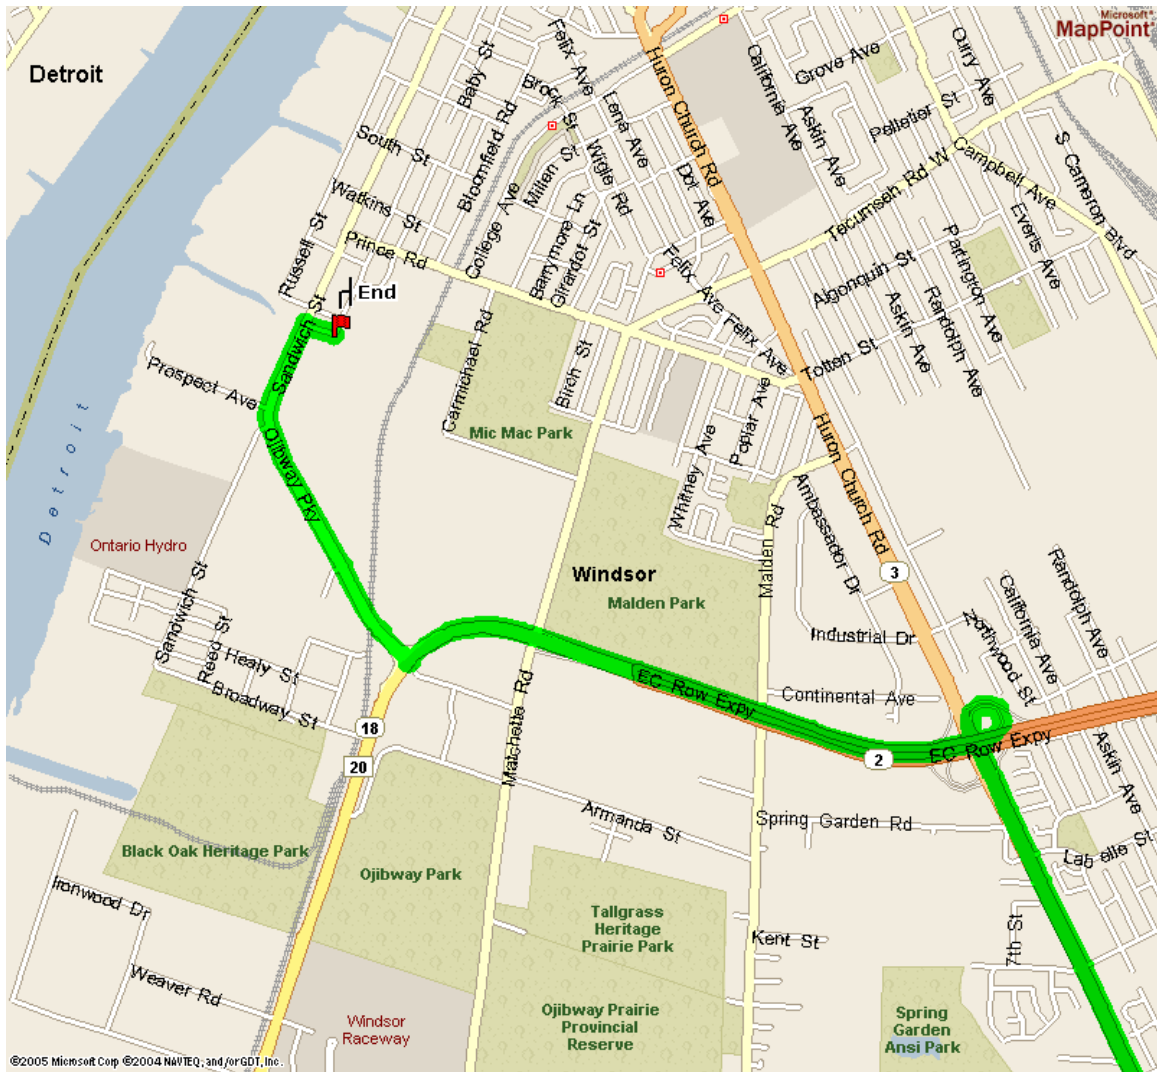 Microsoft®
MapPoint®
Detroit
Felix Ave
Baby St
Brock St
Huron Church Rd
California Ave
Grove Ave
Curry Ave
Lena Ave
Askin Ave
Pelletier St
South St
Bloomfield Rd
Milten St
Wigle Rd
Dot Ave
Tecumseh Rd W
Campbell Ave
S Cameron Blvd
Watkins St
College Ave
Barrymore Ln
Girardot St
Partington Ave
Everts Ave
Russell St
Prince Rd
Felix Ave
Algonquin St
End
Sandwich St
Carmichael Rd
Felix Ave
Askin Ave
Randolph Ave
Totten St
Prospect Ave
Birch St
Poplar Ave
Mic Mac Park
Whitney Ave
Huron Church Rd
Ojibway Pky
Detroit
Malden Rd
Ambassador Dr
Ontario Hydro
Windsor
Malden Park
3
Sandwich St
Reed St
Healy St
Broadway St
Industrial Dr
Northwood St
California Ave
Randolph Ave
EC Row Expy
Continental Ave
Matchette Rd
18
20
2
EC Row Expy
Askin Ave
Armanda St
Spring Garden Rd
Labelle St
Black Oak Heritage Park
Ojibway Park
Ironwood Dr
Tallgrass
Heritage
Prairie Park
Kent St
7th St
Weaver Rd
Windsor
Raceway
Ojibway Prairie
Provincial
Reserve
Spring
Garden
Ansi Park
©2005 Microsoft Corp ©2004 NAVTEQ, and/or GDT, Inc.